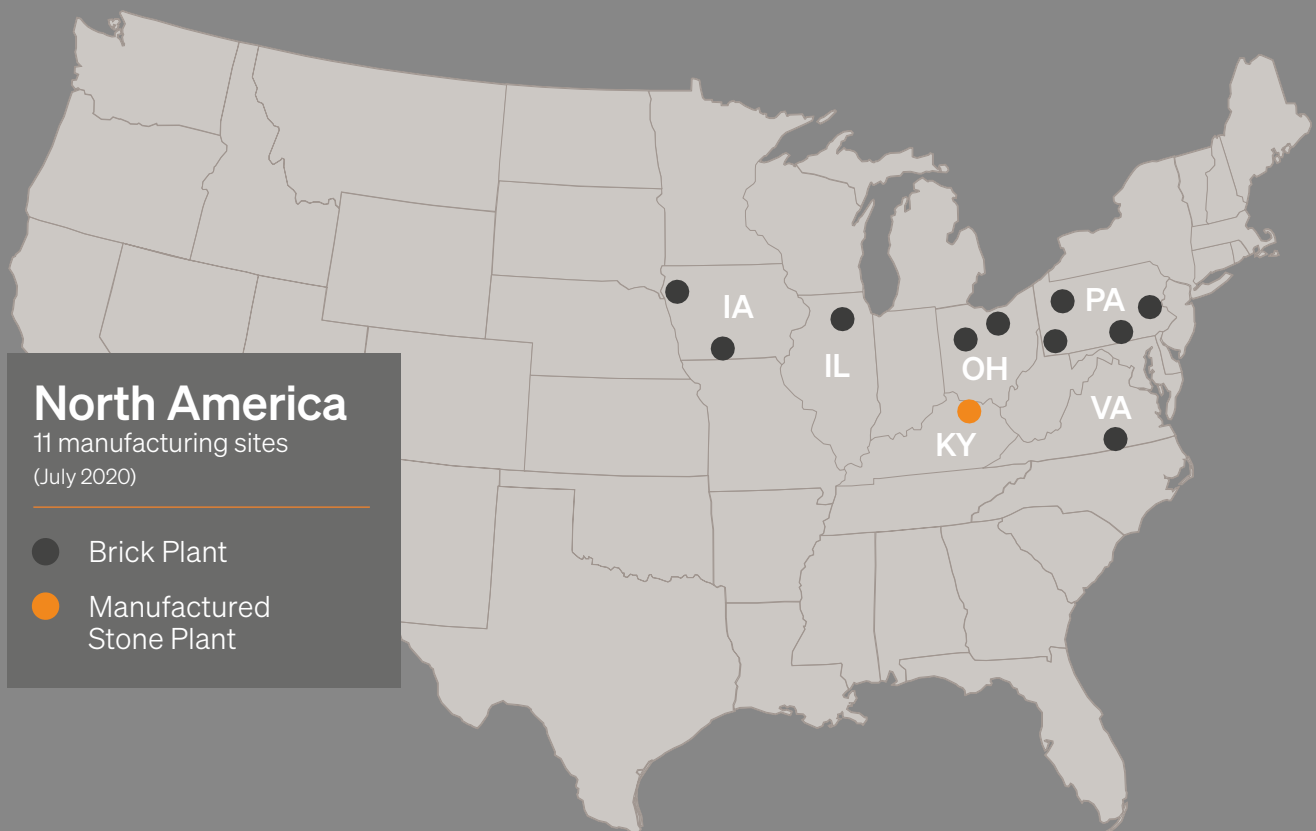 North America
11 manufacturing sites
(July 2020)
Brick Plant
Manufactured
Stone Plant
IA
IL
OH
PA
KY
VA